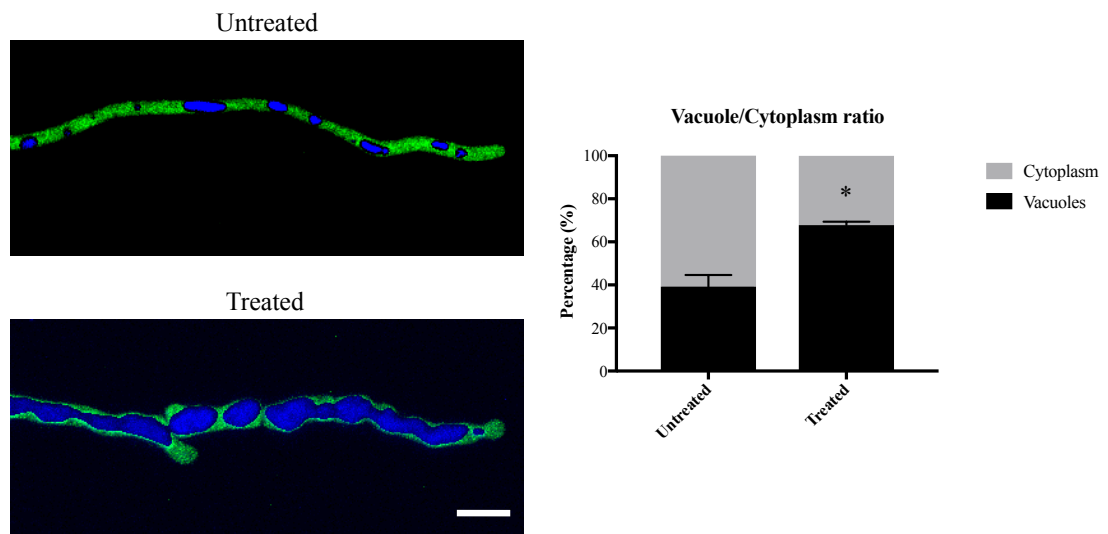 Untreated
Treated
Vacuole/Cytoplasm ratio
Percentage (%)
100
80
60
40
20
0
*
Untreated
Treated
Cytoplasm
Vacuoles